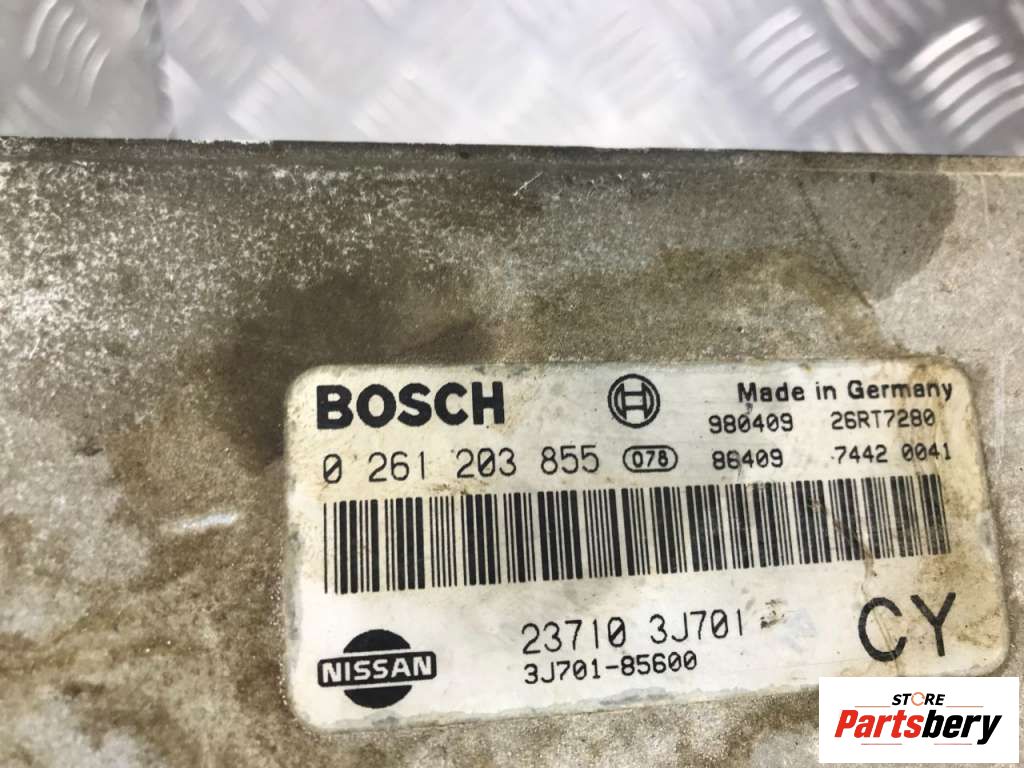 BOSCH
Made in Germany
980409 26RT7280
0 261 203 855 078 86409 7442 0041
23710 3J701
3J701-85600
CY
NISSAN
STORE
Partsbery